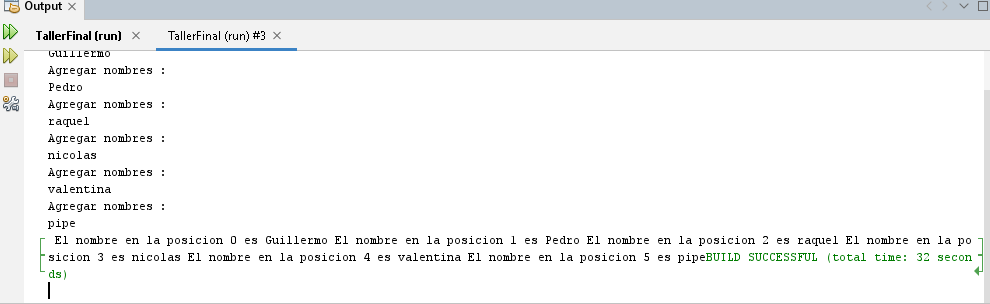 Output
TallerFinal (run)
TallerFinal (run) #3
Guillermo
Agregar nombres :
Pedro
Agregar nombres :
raquel
Agregar nombres :
nicolas
Agregar nombres :
valentina
Agregar nombres :
pipe
El nombre en la posicion 0 es Guillermo El nombre en la posicion 1 es Pedro El nombre en la posicion 2 es raquel El nombre en la po
sicion 3 es nicolas El nombre en la posicion 4 es valentina El nombre en la posicion 5 es pipeBUILD SUCCESSFUL (total time: 32 secon
ds)